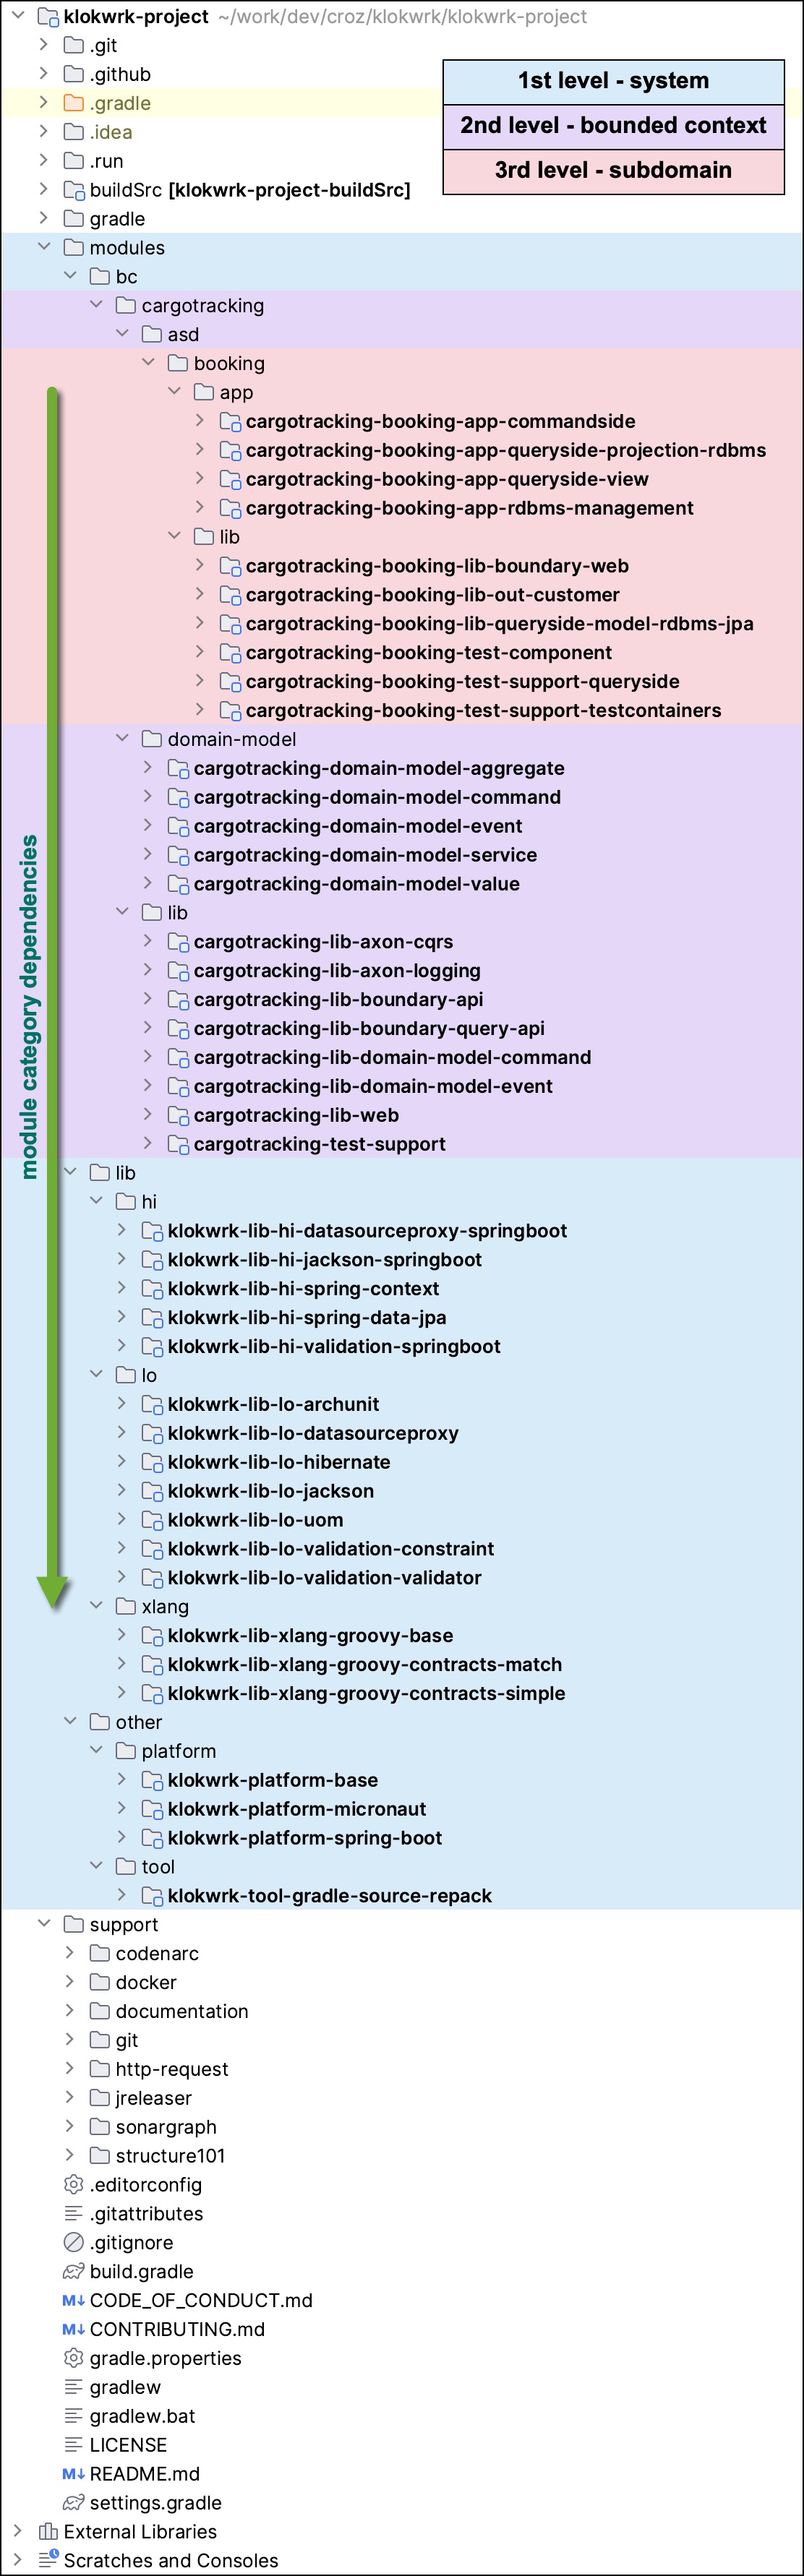 klokwrk-project ~/work/dev/croz/klokwrk/klokwrk-project
.git
.github
1st level - system
.gradle
2nd level - bounded context
.idea
.run
3rd level - subdomain
buildSrc [klokwrk-project-buildSrc]
gradle
modules
bc
cargotracking
asd
booking
app
cargotracking-booking-app-commandside
cargotracking-booking-app-queryside-projection-rdbms
cargotracking-booking-app-queryside-view
cargotracking-booking-app-rdbms-management
lib
cargotracking-booking-lib-boundary-web
cargotracking-booking-lib-out-customer
cargotracking-booking-lib-queryside-model-rdbms-jpa
cargotracking-booking-test-component
cargotracking-booking-test-support-queryside
cargotracking-booking-test-support-testcontainers
domain-model
cargotracking-domain-model-aggregate
cargotracking-domain-model-command
cargotracking-domain-model-event
cargotracking-domain-model-service
cargotracking-domain-model-value
lib
cargotracking-lib-axon-cqrs
cargotracking-lib-axon-logging
cargotracking-lib-boundary-api
cargotracking-lib-boundary-query-api
cargotracking-lib-domain-model-command
cargotracking-lib-domain-model-event
cargotracking-lib-web
cargotracking-test-support
module category dependencies
lib
hi
klokwrk-lib-hi-datasourceproxy-springboot
klokwrk-lib-hi-jackson-springboot
klokwrk-lib-hi-spring-context
klokwrk-lib-hi-spring-data-jpa
klokwrk-lib-hi-validation-springboot
lo
klokwrk-lib-lo-archunit
klokwrk-lib-lo-datasourceproxy
klokwrk-lib-lo-hibernate
klokwrk-lib-lo-jackson
klokwrk-lib-lo-uom
klokwrk-lib-lo-validation-constraint
klokwrk-lib-lo-validation-validator
xlang
klokwrk-lib-xlang-groovy-base
klokwrk-lib-xlang-groovy-contracts-match
klokwrk-lib-xlang-groovy-contracts-simple
other
platform
klokwrk-platform-base
klokwrk-platform-micronaut
klokwrk-platform-spring-boot
tool
klokwrk-tool-gradle-source-repack
support
codenarc
docker
documentation
git
http-request
jreleaser
sonargraph
structure101
.editorconfig
.gitattributes
.gitignore
build.gradle
M↓ CODE_OF_CONDUCT.md
M↓ CONTRIBUTING.md
gradle.properties
gradlew
gradlew.bat
LICENSE
M↓ README.md
settings.gradle
External Libraries
Scratches and Consoles